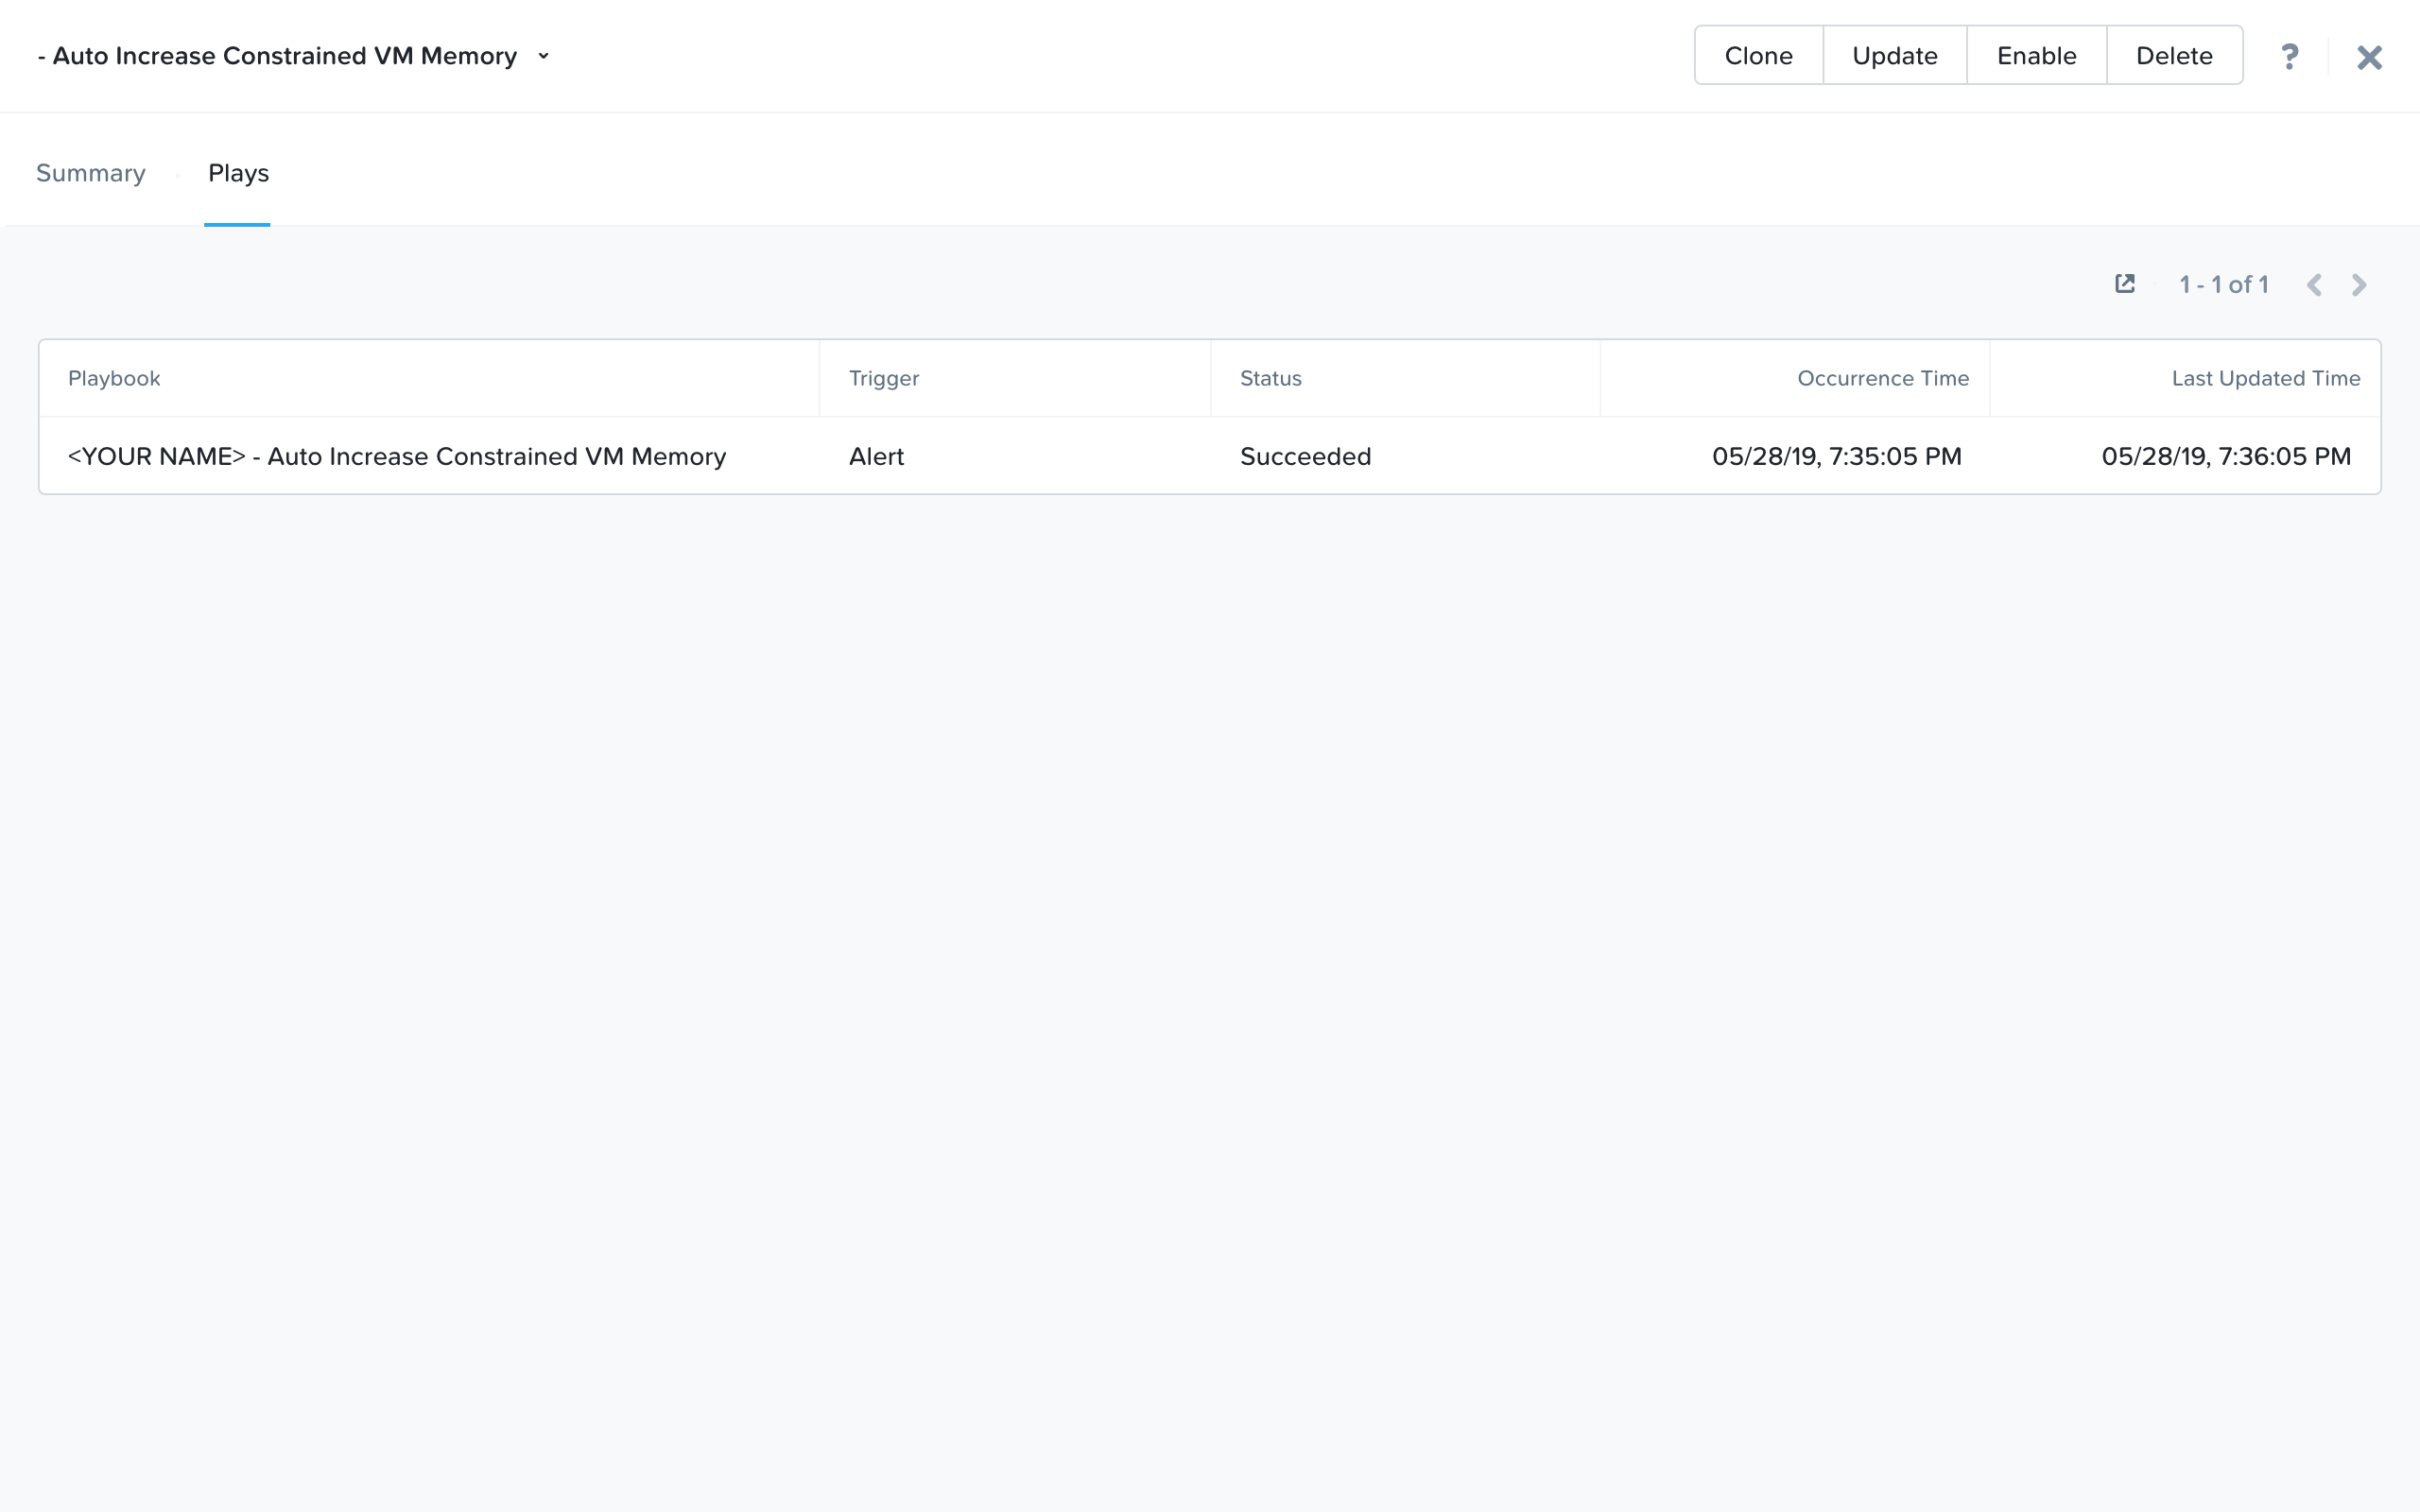 - Auto Increase Constrained VM Memory
Clone Update Enable Delete ?
Summary Plays
1 - 1 of 1
Playbook Trigger Status Occurrence Time Last Updated Time
<YOUR NAME> - Auto Increase Constrained VM Memory Alert Succeeded 05/28/19, 7:35:05 PM 05/28/19, 7:36:05 PM